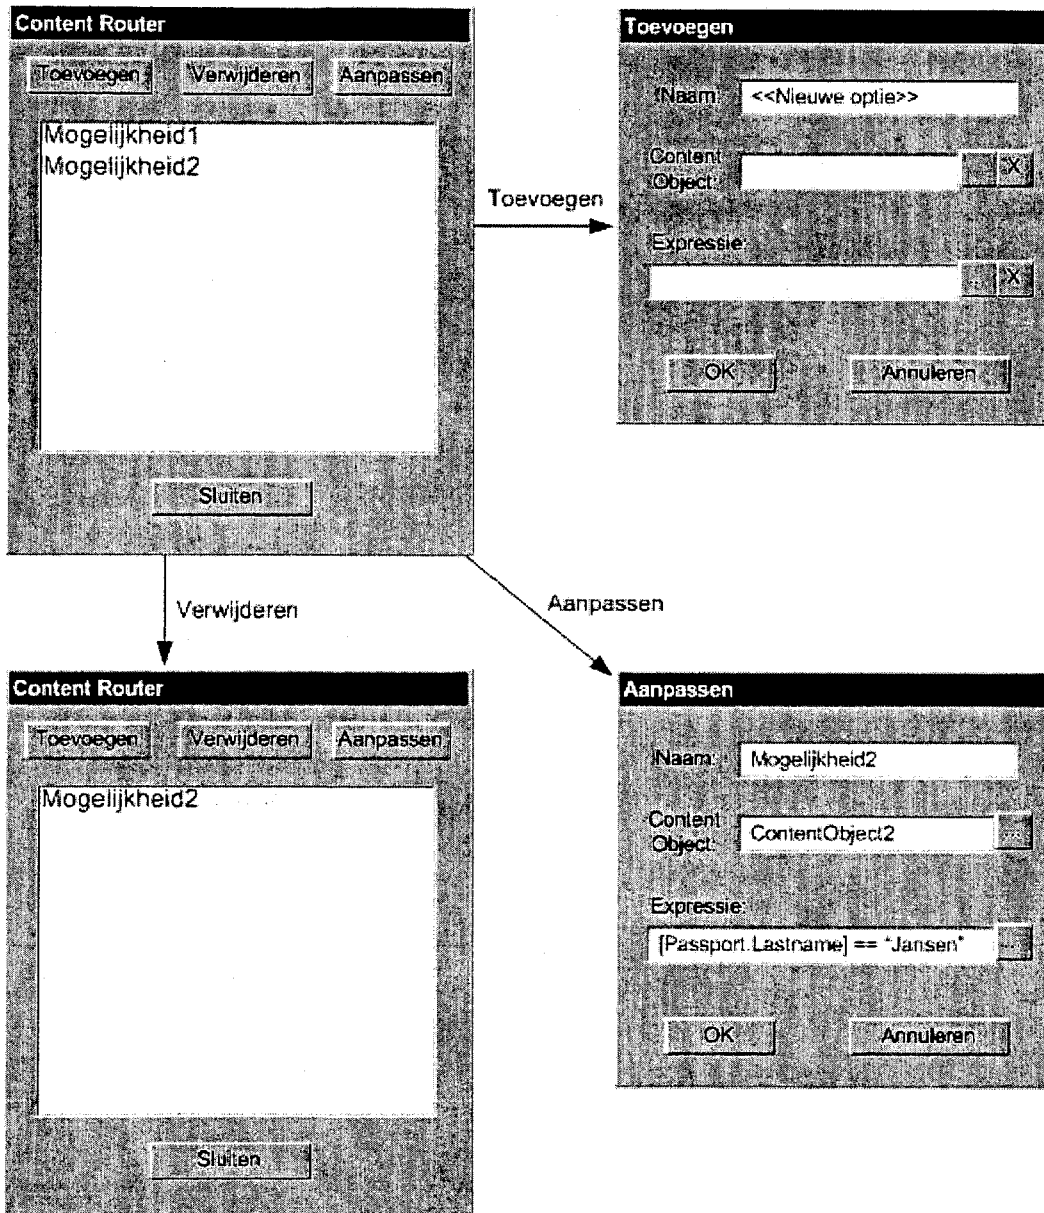 Content Router
Toevoegen Verwijderen Aanpassen
Mogelijkheid1
Mogelijkheid2
Sluiten
Toevoegen
Toevoegen
Naam: <<Nieuwe optie>>
Content
Object: ... X
Expressie:
... X
OK Annuleren
Verwijderen
Aanpassen
Content Router
Toevoegen Verwijderen Aanpassen
Mogelijkheid2
Sluiten
Aanpassen
Naam: Mogelijkheid2
Content
Object: ContentObject2 ...
Expressie:
[Passport.Lastname] == "Jansen" ...
OK Annuleren